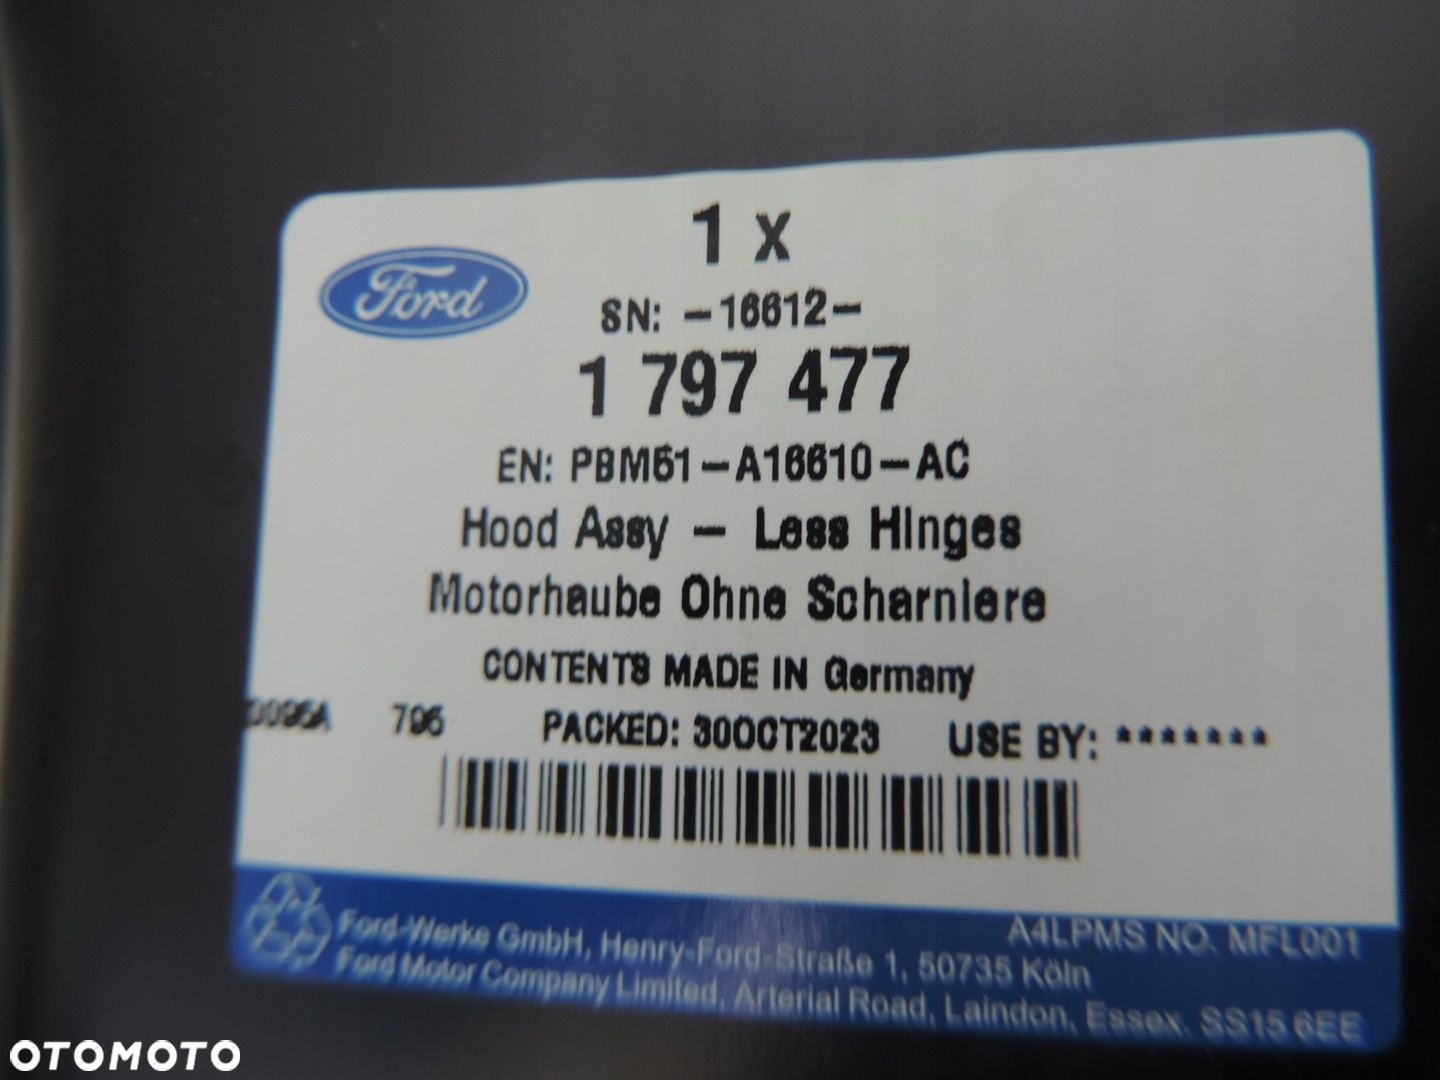 1 x
Ford
SN: -16612-
1 797 477
EN: PBM51-A16610-AC
Hood Assy - Less Hinges
Motorhaube Ohne Scharniere
CONTENTS MADE IN Germany
796 PACKED: 30OCT2023 USE BY: *******
A4LPMS NO. MFL001
Ford-Werke GmbH, Henry-Ford-Straße 1, 50735 Köln
Ford Motor Company Limited, Arterial Road, Laindon, Essex. SS15 6EE
OTOMOTO